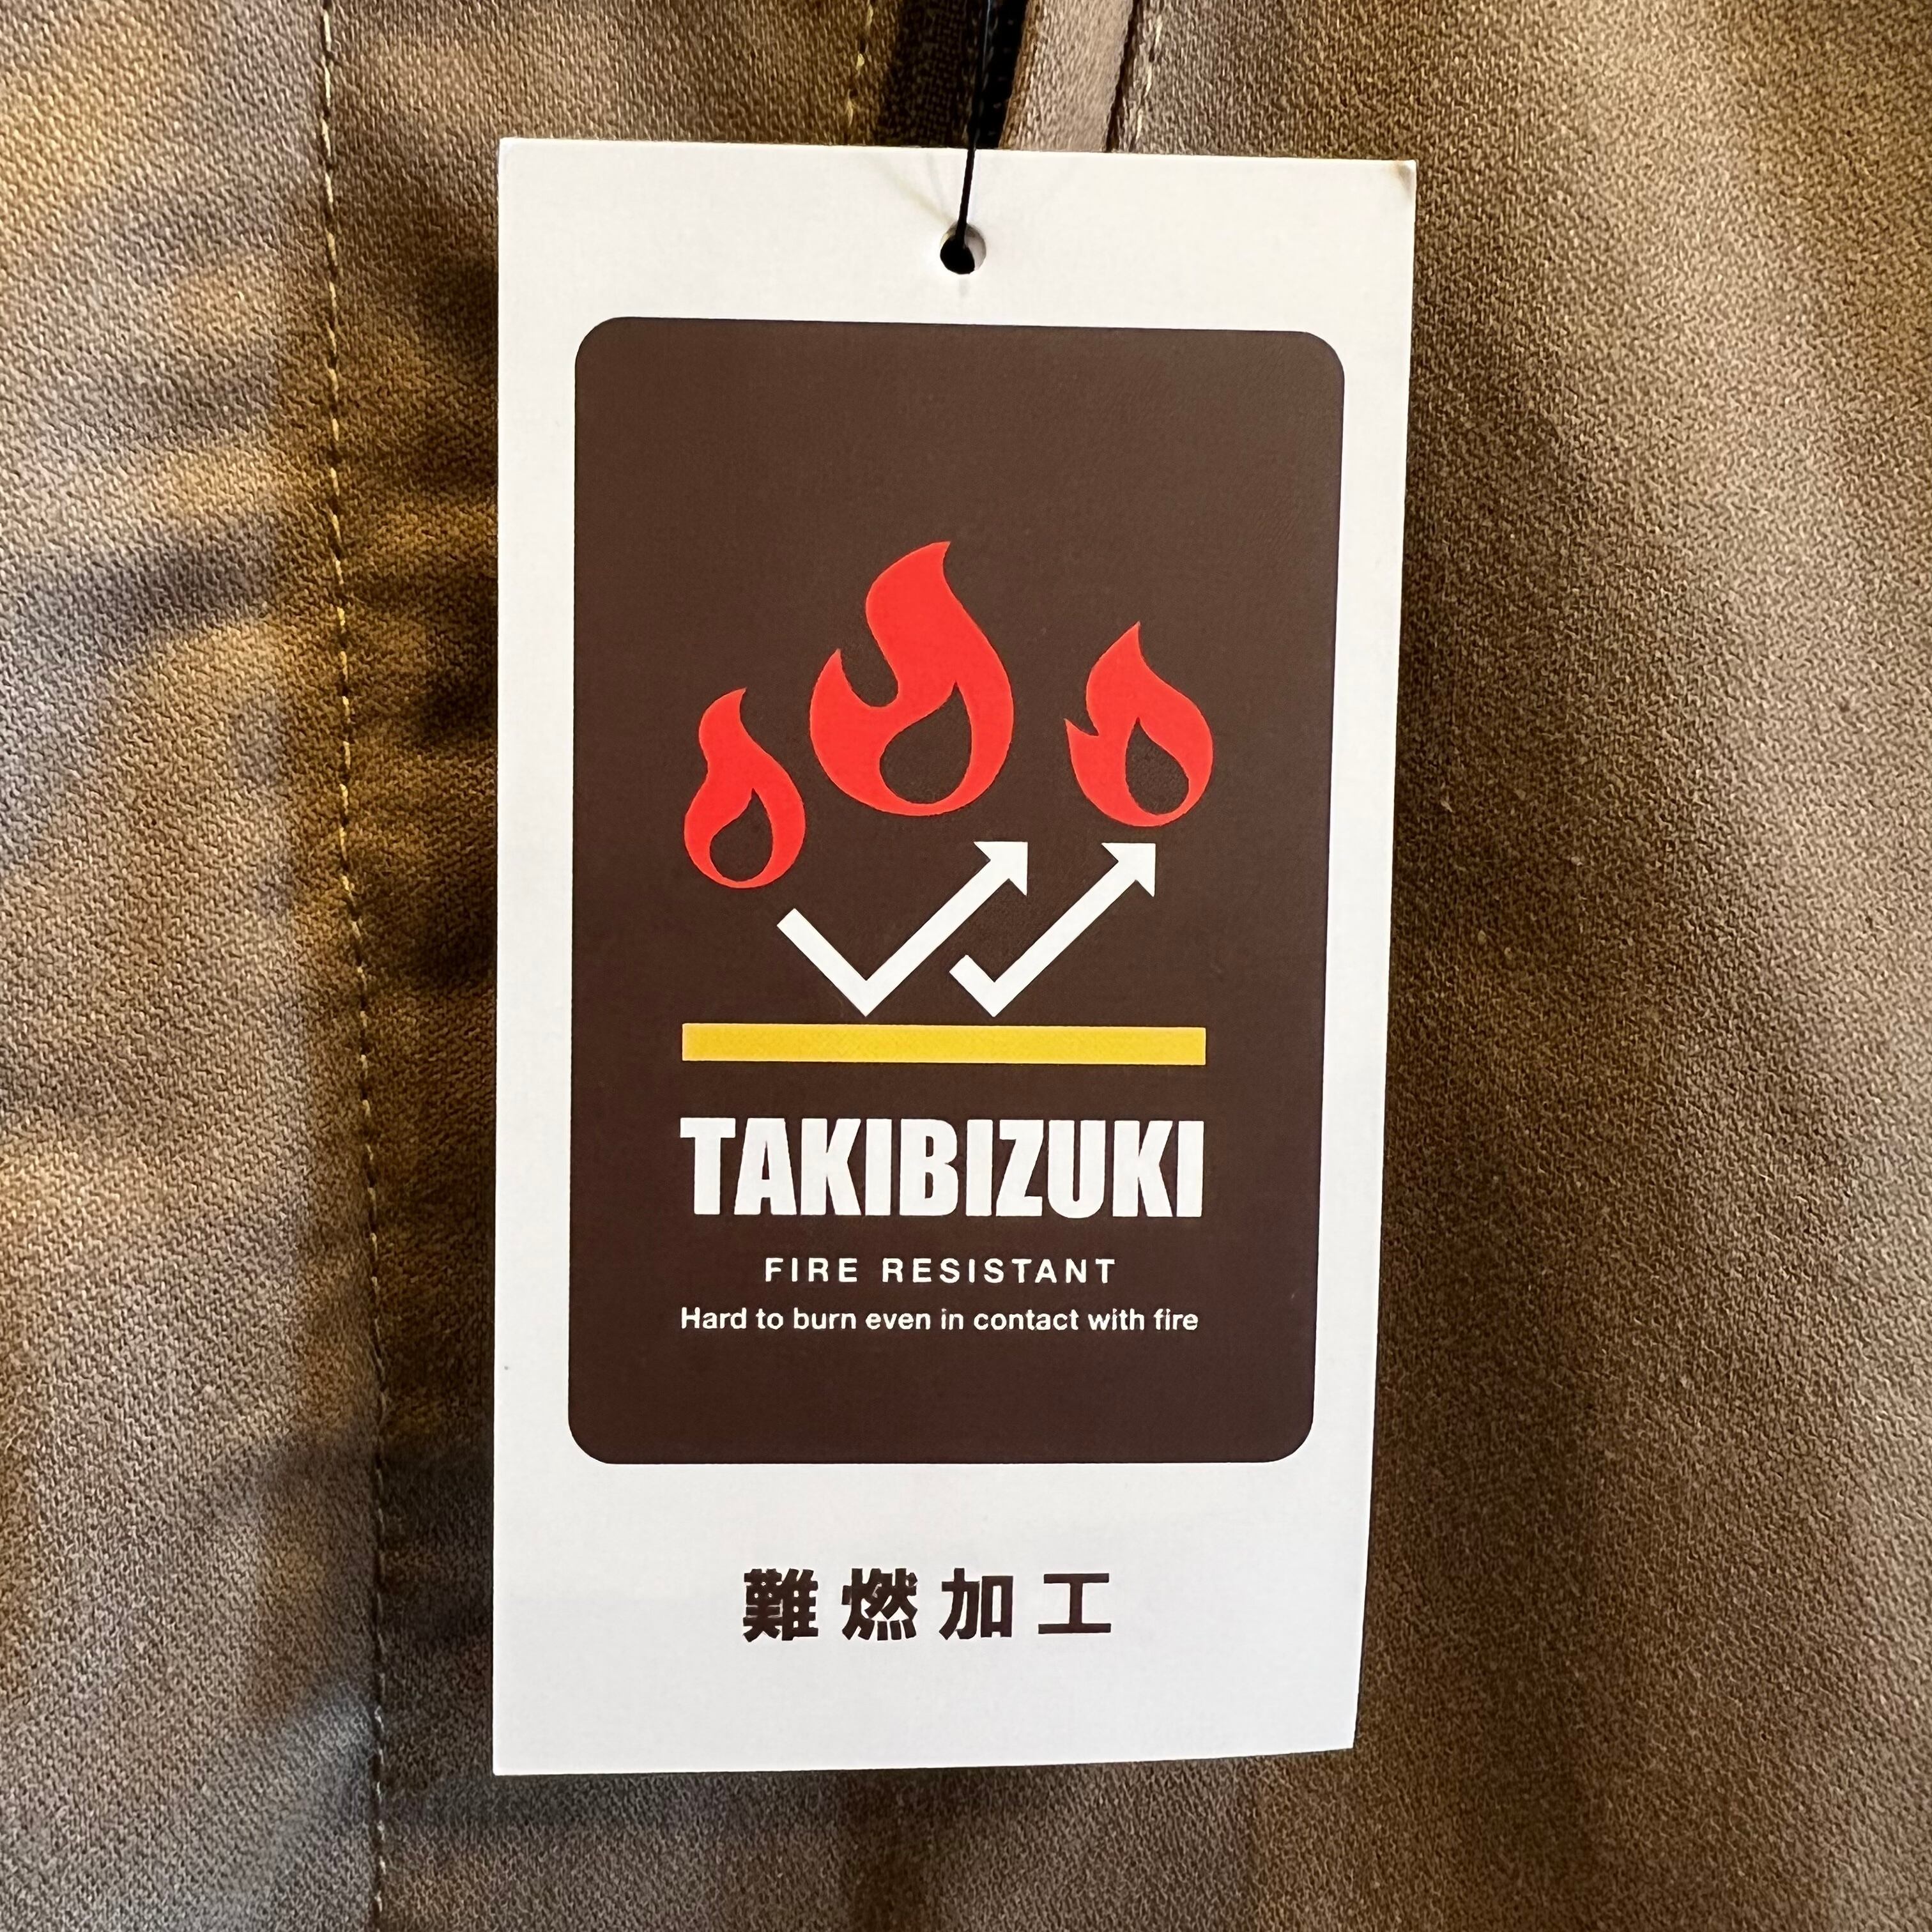 TAKIBIZUKI
FIRE RESISTANT
Hard to burn even in contact with fire
難燃加工